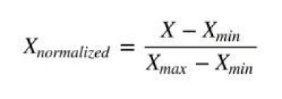 X_normalized = (X − X_min) / (X_max − X_min)